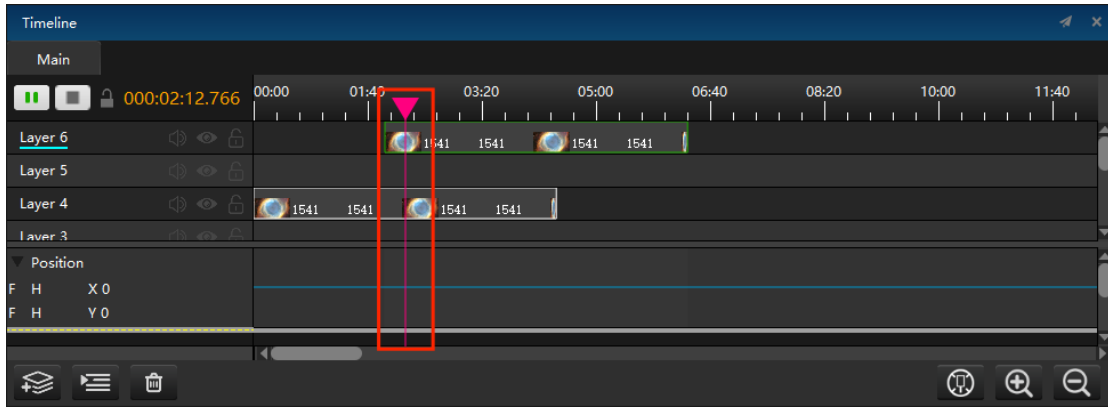 Timeline
Main
000:02:12.766 00:00 01:40 03:20 05:00 06:40 08:20 10:00 11:40
Layer 6 1541 1541 1541 1541
Layer 5
Layer 4 1541 1541 1541 1541
Layer 3
Position
F H X 0
F H Y 0